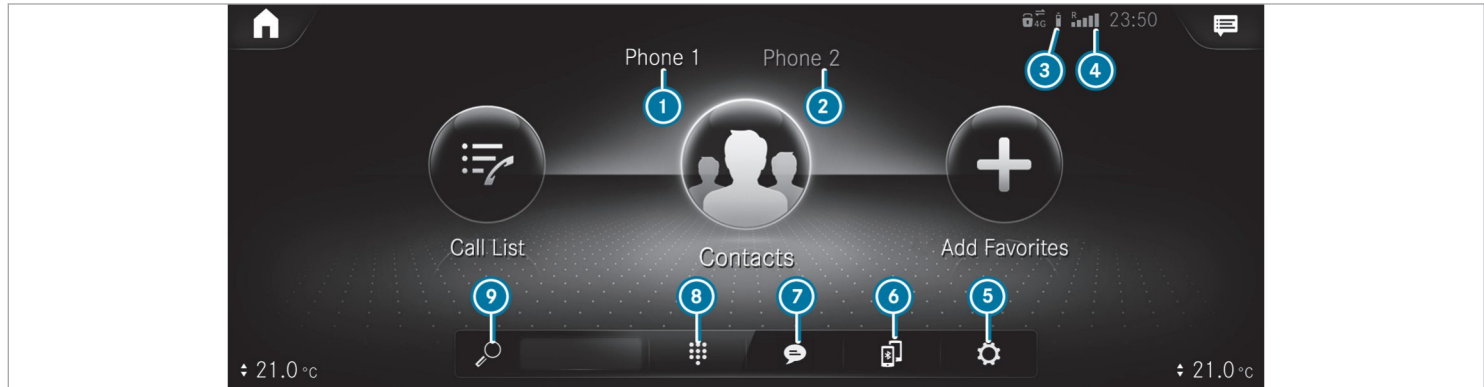 4G R 23:50
Phone 1 Phone 2
3 4
1 2
Call List Contacts Add Favorites
9 8 7 6 5
21.0 °C 21.0 °C